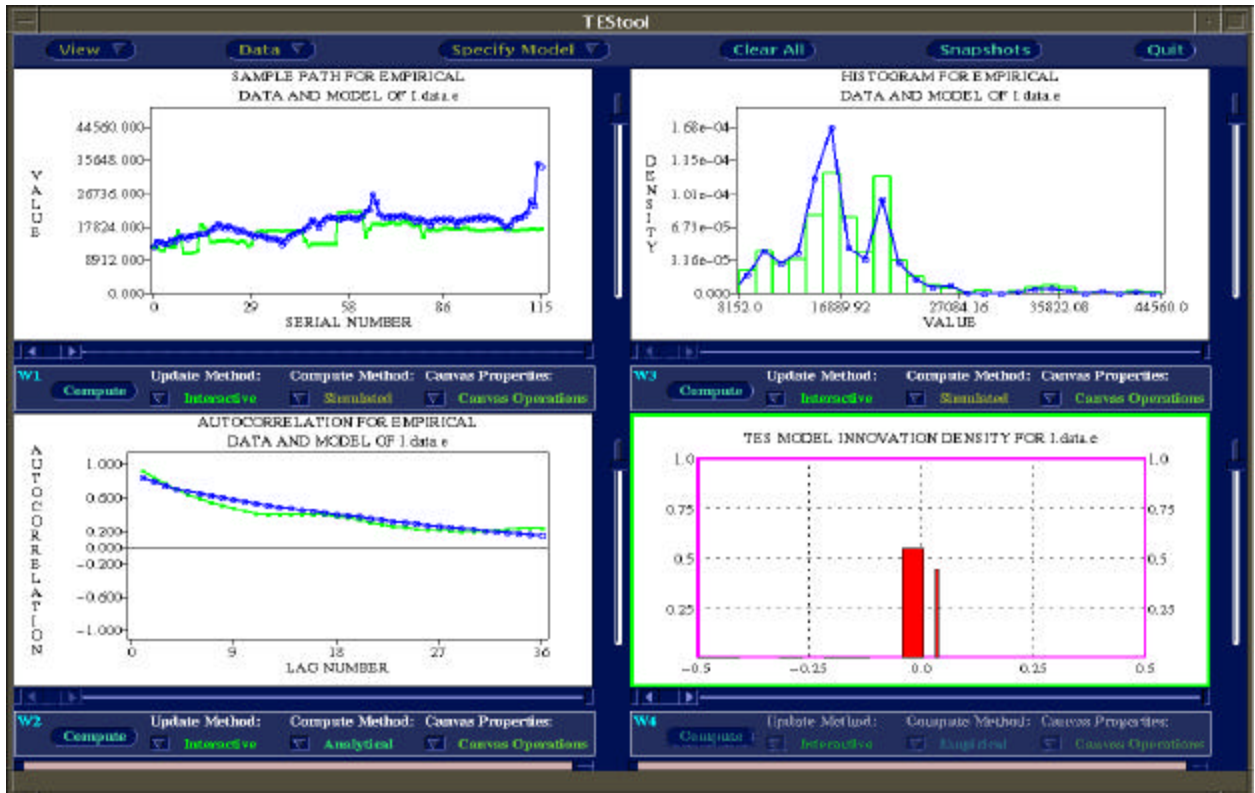 TEStool
View Data Specify Model Clear All Snapshots Quit
SAMPLE PATH FOR EMPIRICAL
DATA AND MODEL OF I.data.e
VALUE
44560.000
15648.000
26736.000
17824.000
8912.000
0.000
0 29 58 86 115
SERIAL NUMBER
W1 Compute Update Method: Compute Method: Canvas Properties:
Interactive Simulated Canvas Operations
HISTOGRAM FOR EMPIRICAL
DATA AND MODEL OF I.data.e
DENSITY
1.68e-04
1.15e-04
1.01e-04
6.71e-05
3.16e-05
0.000
8152.0 16889.92 27084.16 35822.08 44560.0
VALUE
W3 Compute Update Method: Compute Method: Canvas Properties:
Interactive Simulated Canvas Operations
AUTOCORRELATION FOR EMPIRICAL
DATA AND MODEL OF I.data.e
AUTOCORRELATION
1.000
0.600
0.200
0.000
-0.200
-0.600
-1.000
0 9 18 27 36
LAG NUMBER
W2 Compute Update Method: Compute Method: Canvas Properties:
Interactive Analytical Canvas Operations
TES MODEL INNOVATION DENSITY FOR I.data.e
1.0 1.0
0.75 0.75
0.5 0.5
0.25 0.25
-0.5 -0.25 0.0 0.25 0.5
W4 Compute Update Method: Compute Method: Canvas Properties:
Interactive Empirical Canvas Operations